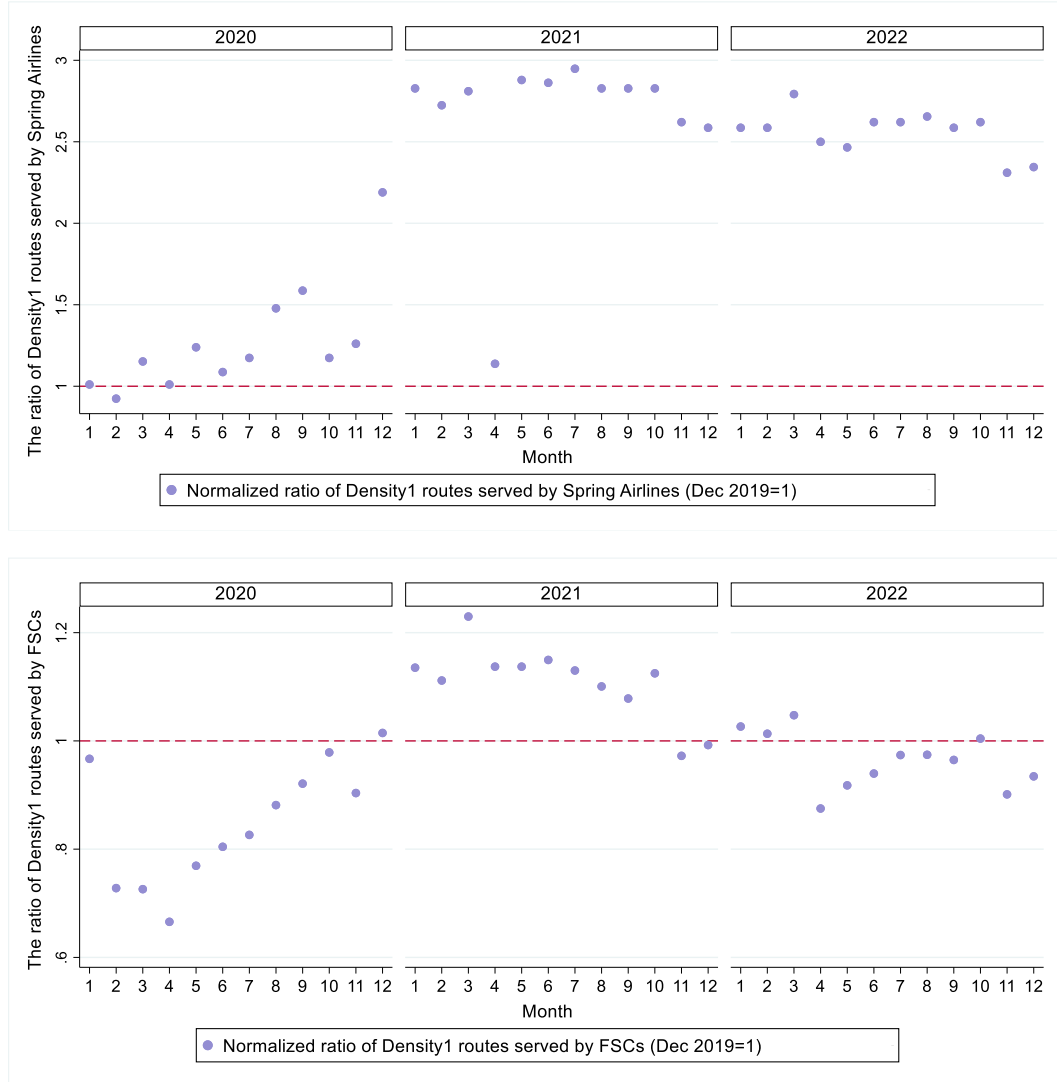 2020 2021 2022
The ratio of Density1 routes served by Spring Airlines
3
2.5
2
1.5
1
1 2 3 4 5 6 7 8 9 10 11 12 1 2 3 4 5 6 7 8 9 10 11 12 1 2 3 4 5 6 7 8 9 10 11 12
Month
Normalized ratio of Density1 routes served by Spring Airlines (Dec 2019=1)
2020 2021 2022
The ratio of Density1 routes served by FSCs
1.2
1
.8
.6
1 2 3 4 5 6 7 8 9 10 11 12 1 2 3 4 5 6 7 8 9 10 11 12 1 2 3 4 5 6 7 8 9 10 11 12
Month
Normalized ratio of Density1 routes served by FSCs (Dec 2019=1)